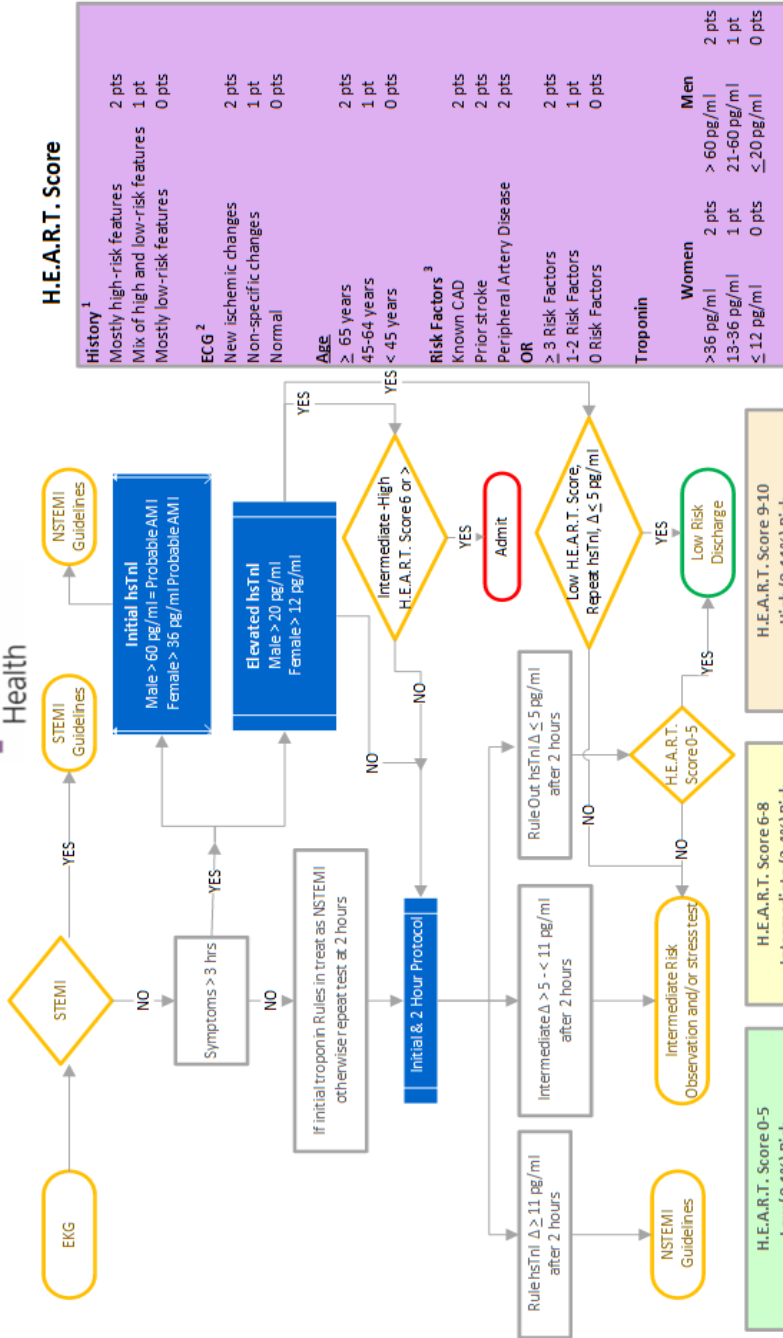 Health
EKG
STEMI
YES
STEMI
Guidelines
NSTEMI
Guidelines
NO
Symptoms > 3 hrs
YES
Initial hsTnI
Male > 60 pg/ml = Probable AMI
Female > 36 pg/ml Probable AMI
NO
If initial troponin Rules in treat as NSTEMI
otherwise repeat test at 2 hours
Elevated hsTnI
Male > 20 pg/ml
Female > 12 pg/ml
YES
YES
NO
Initial & 2 Hour Protocol
NO
Intermediate -High
H.E.A.R.T. Score 6 or >
YES
Admit
Rule hsTnI Δ ≥ 11 pg/ml
after 2 hours
Intermediate Δ > 5 - < 11 pg/ml
after 2 hours
Rule Out hsTnI Δ ≤ 5 pg/ml
after 2 hours
Low H.E.A.R.T. Score,
Repeat hsTnI, Δ ≤ 5 pg/ml
NO
YES
NSTEMI
Guidelines
Intermediate Risk
Observation and/or stress test
NO
H.E.A.R.T.
Score 0-5
YES
Low Risk
Discharge
H.E.A.R.T. Score 0-5
H.E.A.R.T. Score 6-8
H.E.A.R.T. Score 9-10
H.E.A.R.T. Score
History 1
Mostly high-risk features 2 pts
Mix of high and low-risk features 1 pt
Mostly low-risk features 0 pts
ECG 2
New ischemic changes 2 pts
Non-specific changes 1 pt
Normal 0 pts
Age
≥ 65 years 2 pts
45-64 years 1 pt
< 45 years 0 pts
Risk Factors 3
Known CAD 2 pts
Prior stroke 2 pts
Peripheral Artery Disease 2 pts
OR
≥ 3 Risk Factors 2 pts
1-2 Risk Factors 1 pt
0 Risk Factors 0 pts
Troponin
Women Men
>36 pg/ml 2 pts > 60 pg/ml 2 pts
13-36 pg/ml 1 pt 21-60 pg/ml 1 pt
≤ 12 pg/ml 0 pts ≤ 20 pg/ml 0 pts